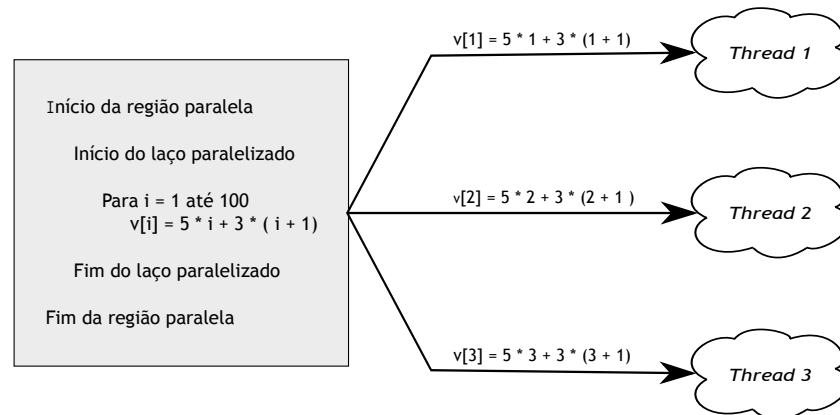 Início da região paralela
Início do laço paralelizado
Para i = 1 até 100
v[i] = 5 * i + 3 * ( i + 1)
Fim do laço paralelizado
Fim da região paralela
v[1] = 5 * 1 + 3 * (1 + 1)
Thread 1
v[2] = 5 * 2 + 3 * (2 + 1 )
Thread 2
v[3] = 5 * 3 + 3 * (3 + 1)
Thread 3